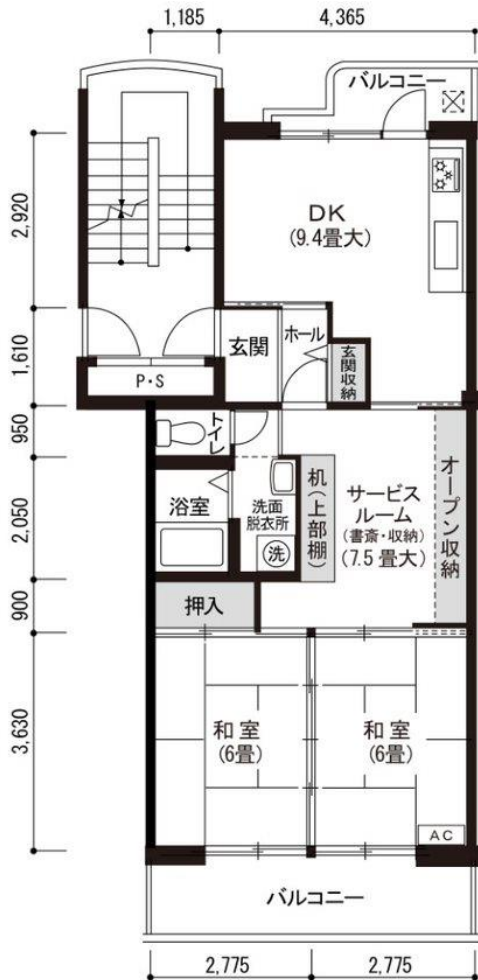 1,185
4,365
バルコニー
2,920
DK
(9.4畳大)
1,610
玄関
ホール
玄関収納
P・S
950
トイレ
2,050
浴室
洗面
脱衣所
洗
机(上部棚)
サービス
ルーム
(書斎・収納)
(7.5 畳大)
オープン収納
900
押入
3,630
和室
(6畳)
和室
(6畳)
AC
バルコニー
2,775
2,775